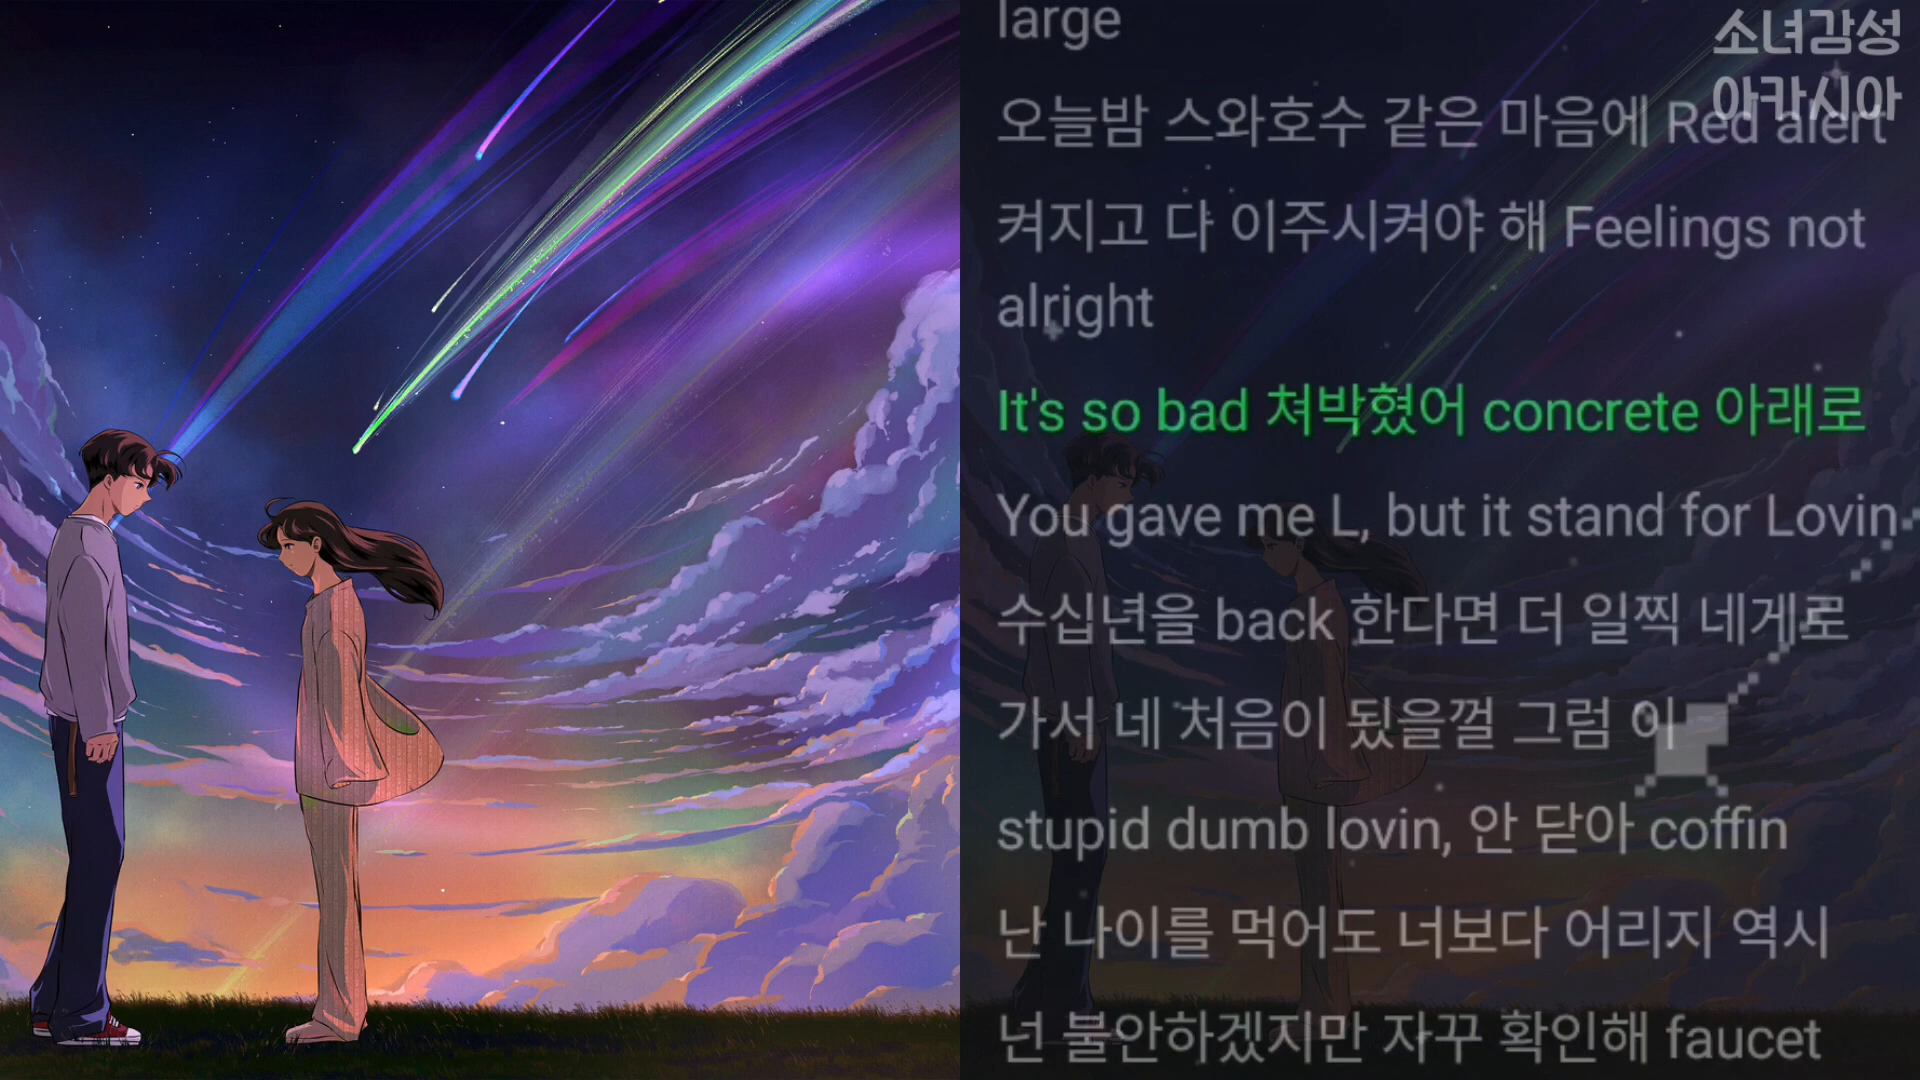 large
소녀감성
아카시아
오늘밤 스와호수 같은 마음에 Red alert
켜지고 다 이주시켜야 해 Feelings not
alright
It's so bad 쳐박혔어 concrete 아래로
You gave me L, but it stand for Lovin
수십년을 back 한다면 더 일찍 네게로
가서 네 처음이 됬을껄 그럼 이
stupid dumb lovin, 안 닫아 coffin
난 나이를 먹어도 너보다 어리지 역시
넌 불안하겠지만 자꾸 확인해 faucet